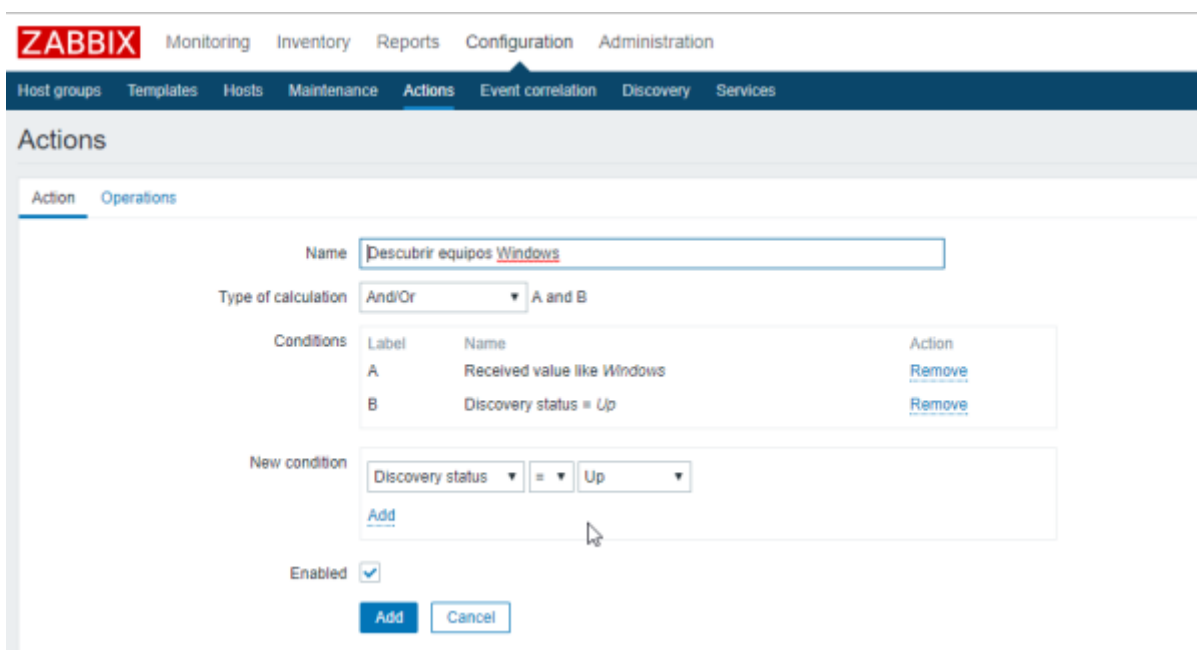 ZABBIX Monitoring Inventory Reports Configuration Administration
Host groups Templates Hosts Maintenance Actions Event correlation Discovery Services
Actions
Action Operations
Name Descubrir equipos Windows
Type of calculation And/Or A and B
Conditions Label Name Action
A Received value like Windows Remove
B Discovery status = Up Remove
New condition Discovery status = Up
Add
Enabled
Add Cancel